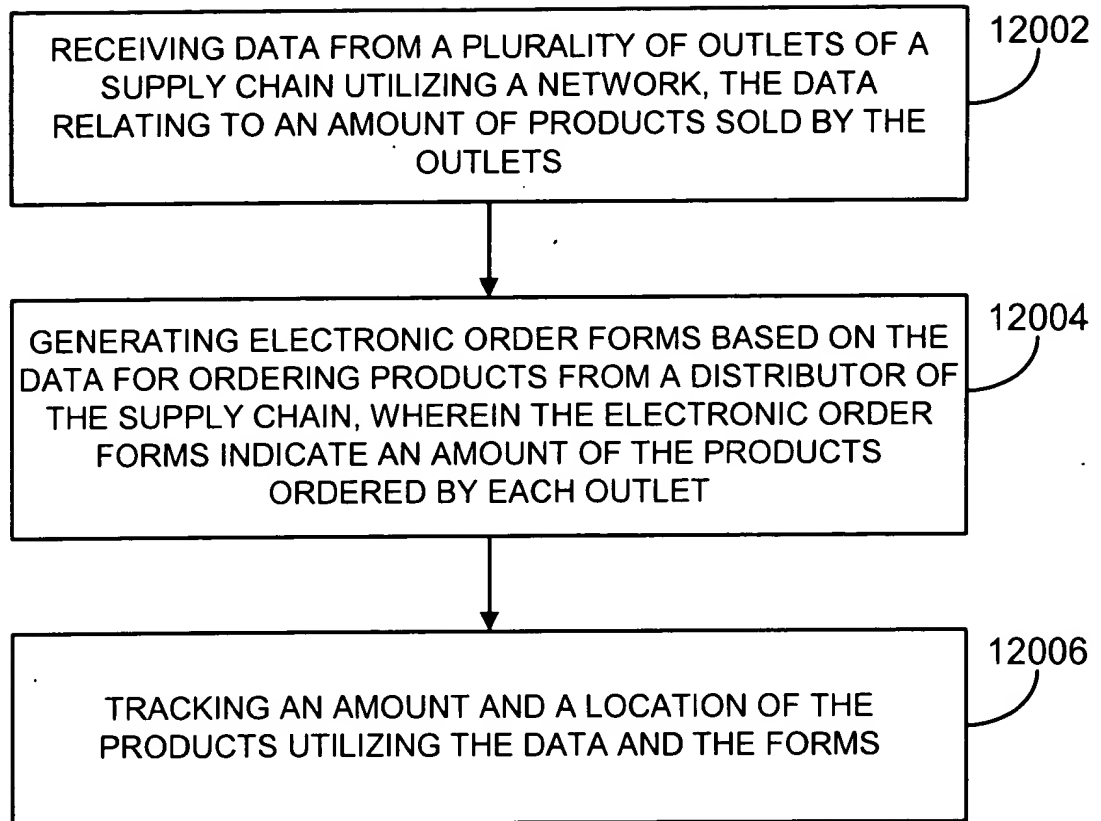 RECEIVING DATA FROM A PLURALITY OF OUTLETS OF A
SUPPLY CHAIN UTILIZING A NETWORK, THE DATA
RELATING TO AN AMOUNT OF PRODUCTS SOLD BY THE
OUTLETS
12002
GENERATING ELECTRONIC ORDER FORMS BASED ON THE
DATA FOR ORDERING PRODUCTS FROM A DISTRIBUTOR OF
THE SUPPLY CHAIN, WHEREIN THE ELECTRONIC ORDER
FORMS INDICATE AN AMOUNT OF THE PRODUCTS
ORDERED BY EACH OUTLET
12004
TRACKING AN AMOUNT AND A LOCATION OF THE
PRODUCTS UTILIZING THE DATA AND THE FORMS
12006